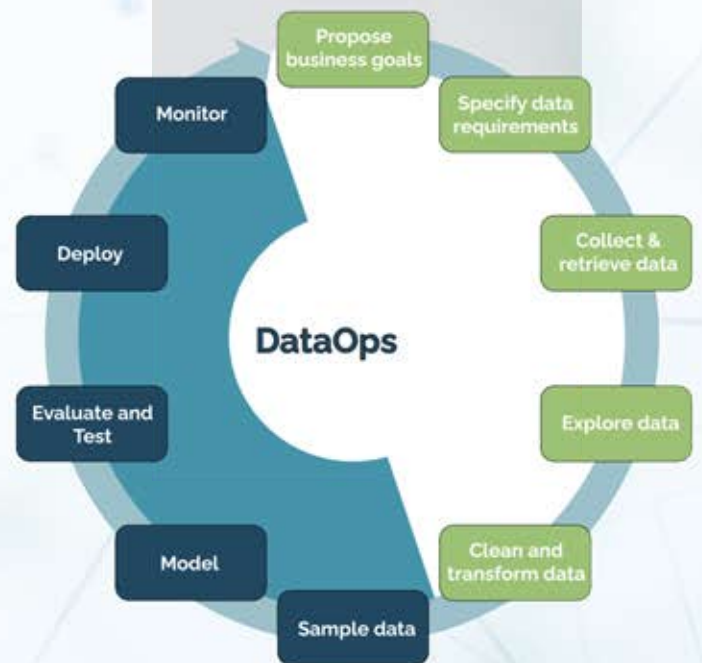 Propose
business goals
Specify data
requirements
Collect &
retrieve data
Explore data
Clean and
transform data
Sample data
Model
Evaluate and
Test
Deploy
Monitor
DataOps